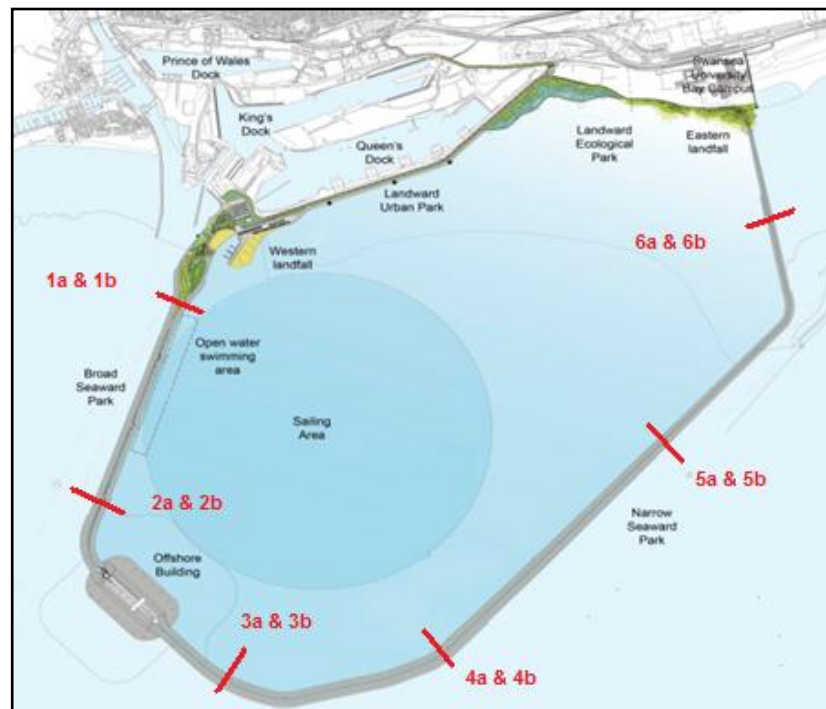 Prince of Wales
Dock
Swansea
University
Bay Campus
King's
Dock
Queen's
Dock
Landward
Ecological
Park
Eastern
landfall
Landward
Urban Park
6a & 6b
Western
landfall
1a & 1b
Open water
swimming
area
Broad
Seaward
Park
Sailing
Area
5a & 5b
2a & 2b
Narrow
Seaward
Park
Offshore
Building
3a & 3b
4a & 4b